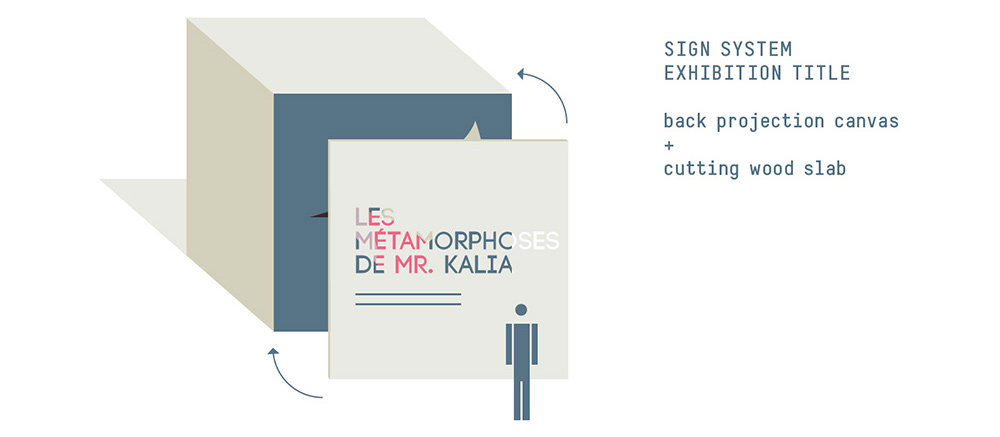 LES
MÉTAMORPHOSES
DE MR. KALIA
SIGN SYSTEM
EXHIBITION TITLE
back projection canvas
+
cutting wood slab